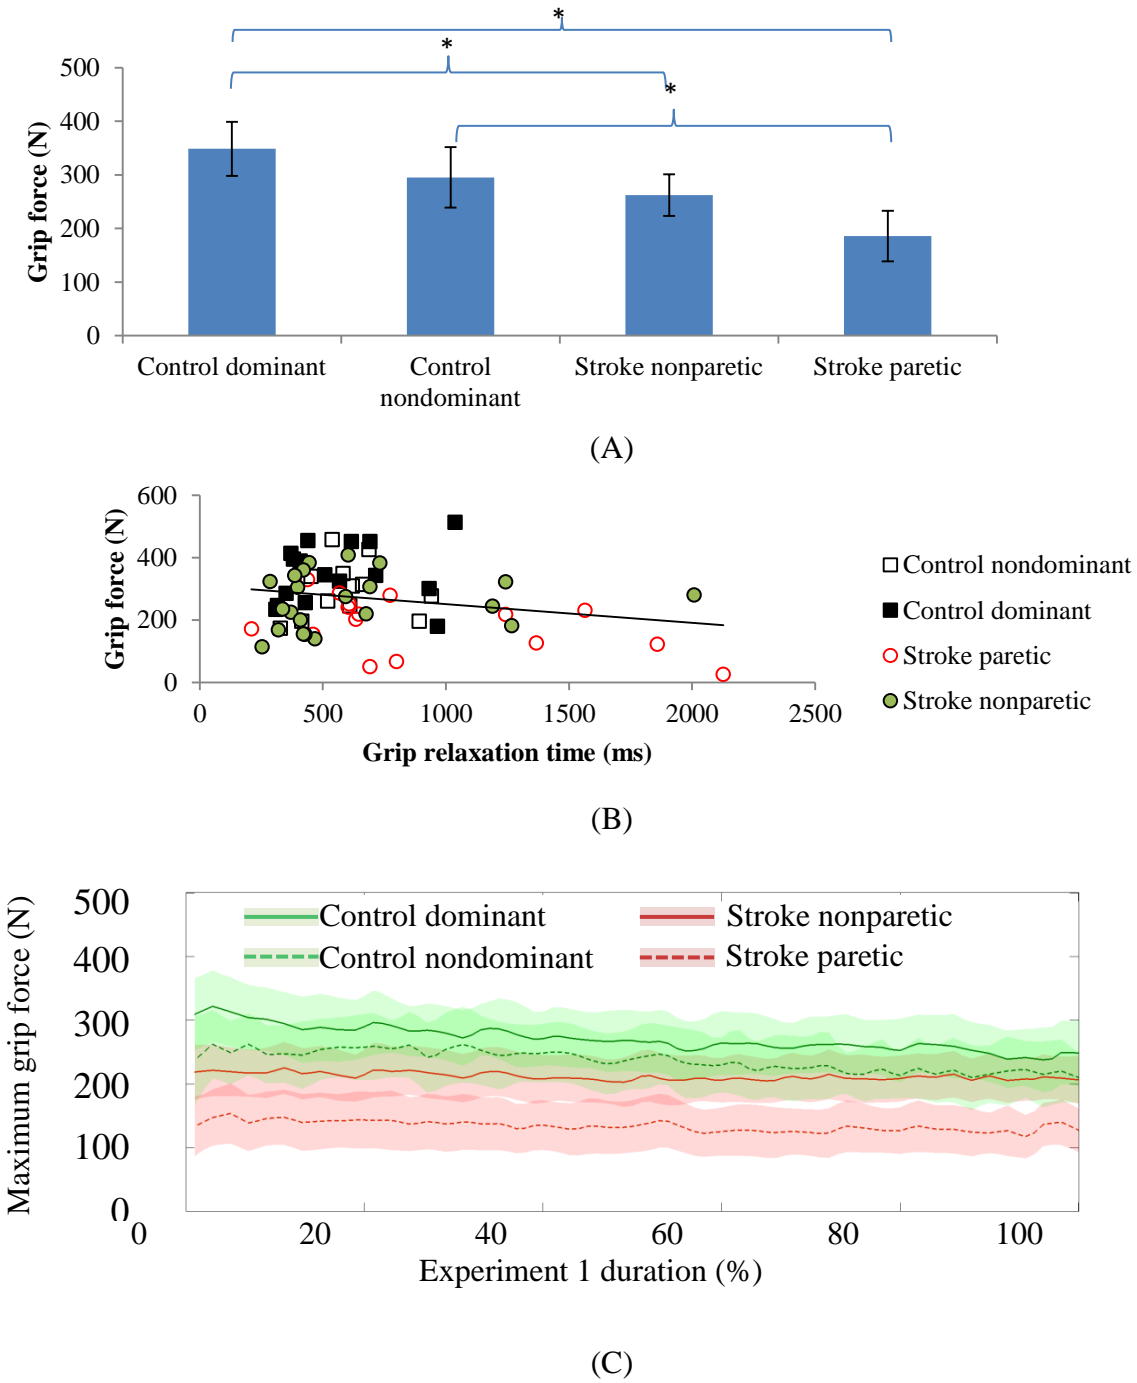 *
*
*
500
400
300
200
100
0
Grip force (N)
Control dominant
Control
nondominant
Stroke nonparetic
Stroke paretic
(A)
600
400
200
0
Grip force (N)
0 500 1000 1500 2000 2500
Grip relaxation time (ms)
Control nondominant
Control dominant
Stroke paretic
Stroke nonparetic
(B)
500
400
300
200
100
0
Maximum grip force (N)
Control dominant
Stroke nonparetic
Control nondominant
Stroke paretic
0 20 40 60 80 100
Experiment 1 duration (%)
(C)